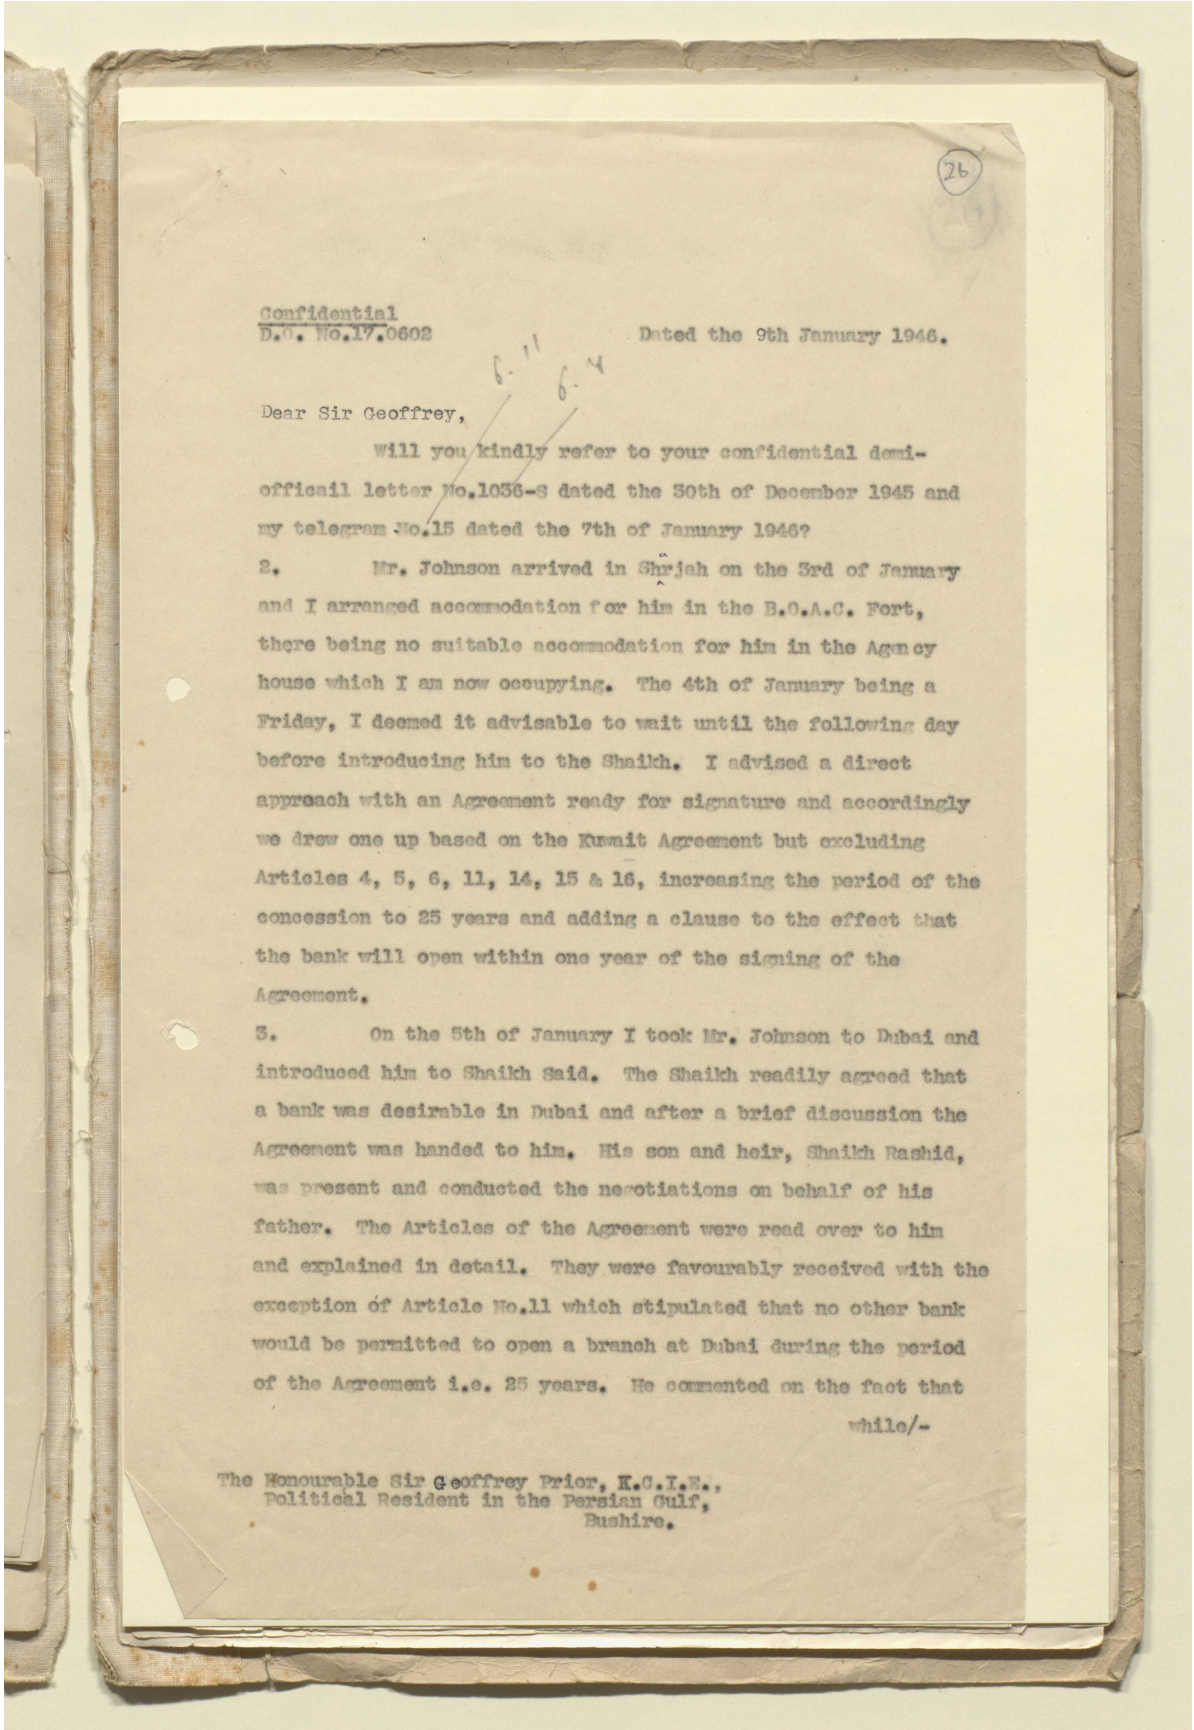 26
Confidential
D.O. No.17.0602 Dated the 9th January 1946.
6.11
6.4
Dear Sir Geoffrey,
Will you kindly refer to your confidential demi-
officail letter No.1036-S dated the 30th of December 1945 and
my telegram No.15 dated the 7th of January 1946?
2. Mr. Johnson arrived in Shârjah on the 3rd of January
and I arranged accommodation for him in the B.O.A.C. Fort,
there being no suitable accommodation for him in the Agency
house which I am now occupying. The 4th of January being a
Friday, I deemed it advisable to wait until the following day
before introducing him to the Shaikh. I advised a direct
approach with an Agreement ready for signature and accordingly
we drew one up based on the Kuwait Agreement but excluding
Articles 4, 5, 6, 11, 14, 15 & 16, increasing the period of the
concession to 25 years and adding a clause to the effect that
the bank will open within one year of the signing of the
Agreement.
3. On the 5th of January I took Mr. Johnson to Dubai and
introduced him to Shaikh Said. The Shaikh readily agreed that
a bank was desirable in Dubai and after a brief discussion the
Agreement was handed to him. His son and heir, Shaikh Rashid,
was present and conducted the negotiations on behalf of his
father. The Articles of the Agreement were read over to him
and explained in detail. They were favourably received with the
exception of Article No.11 which stipulated that no other bank
would be permitted to open a branch at Dubai during the period
of the Agreement i.e. 25 years. He commented on the fact that
while/-
The Honourable Sir Geoffrey Prior, K.C.I.E.,
Political Resident in the Persian Gulf,
Bushire.